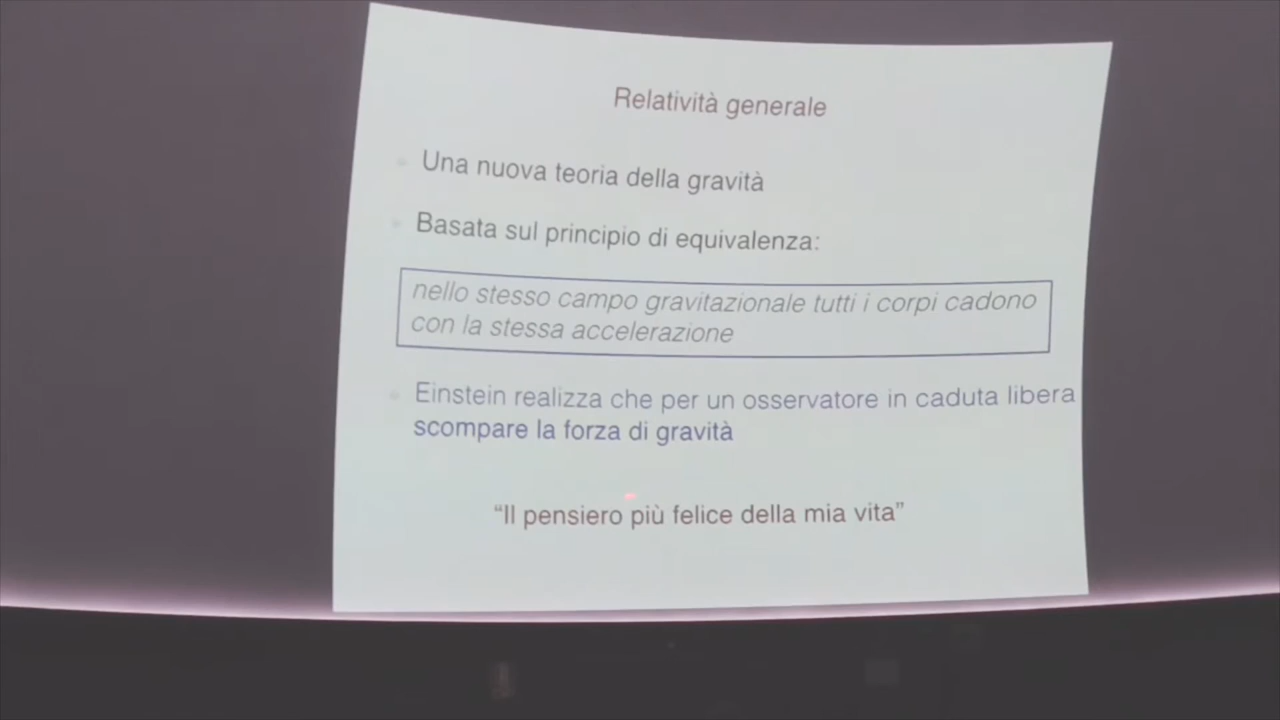 Relatività generale
Una nuova teoria della gravità
Basata sul principio di equivalenza:
nello stesso campo gravitazionale tutti i corpi cadono
con la stessa accelerazione
Einstein realizza che per un osservatore in caduta libera
scompare la forza di gravità
“Il pensiero più felice della mia vita”